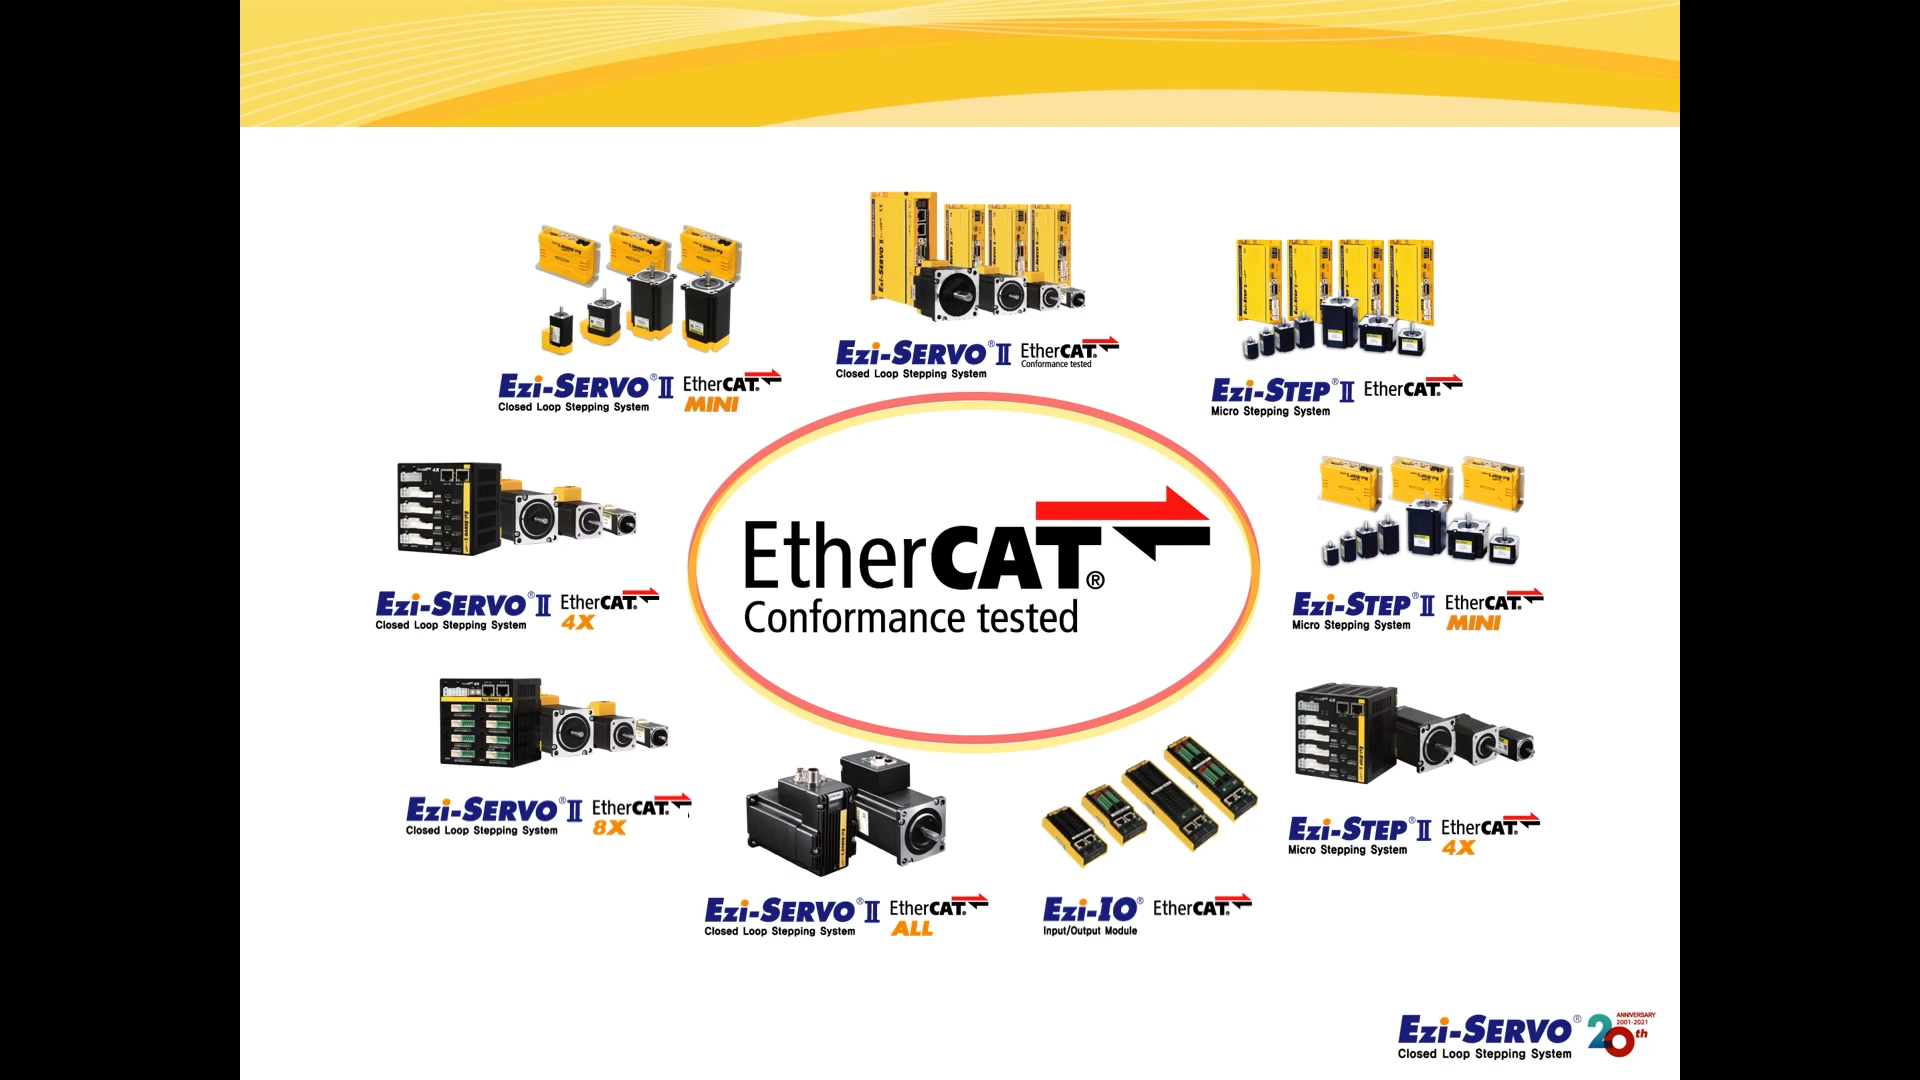 Ezi-SERVO® II EtherCAT®
Conformance tested
Closed Loop Stepping System
Ezi-SERVO® II EtherCAT®
MINI
Closed Loop Stepping System
Ezi-STEP® II EtherCAT®
Micro Stepping System
EtherCAT®
Conformance tested
Ezi-SERVO® II EtherCAT®
4X
Closed Loop Stepping System
Ezi-STEP® II EtherCAT®
MINI
Micro Stepping System
Ezi-SERVO® II EtherCAT®
8X
Closed Loop Stepping System
Ezi-STEP® II EtherCAT®
4X
Micro Stepping System
Ezi-SERVO® II EtherCAT®
ALL
Closed Loop Stepping System
Ezi-IO® EtherCAT®
Input/Output Module
Ezi-SERVO®
Closed Loop Stepping System
20th
ANNIVERSARY
2001-2021